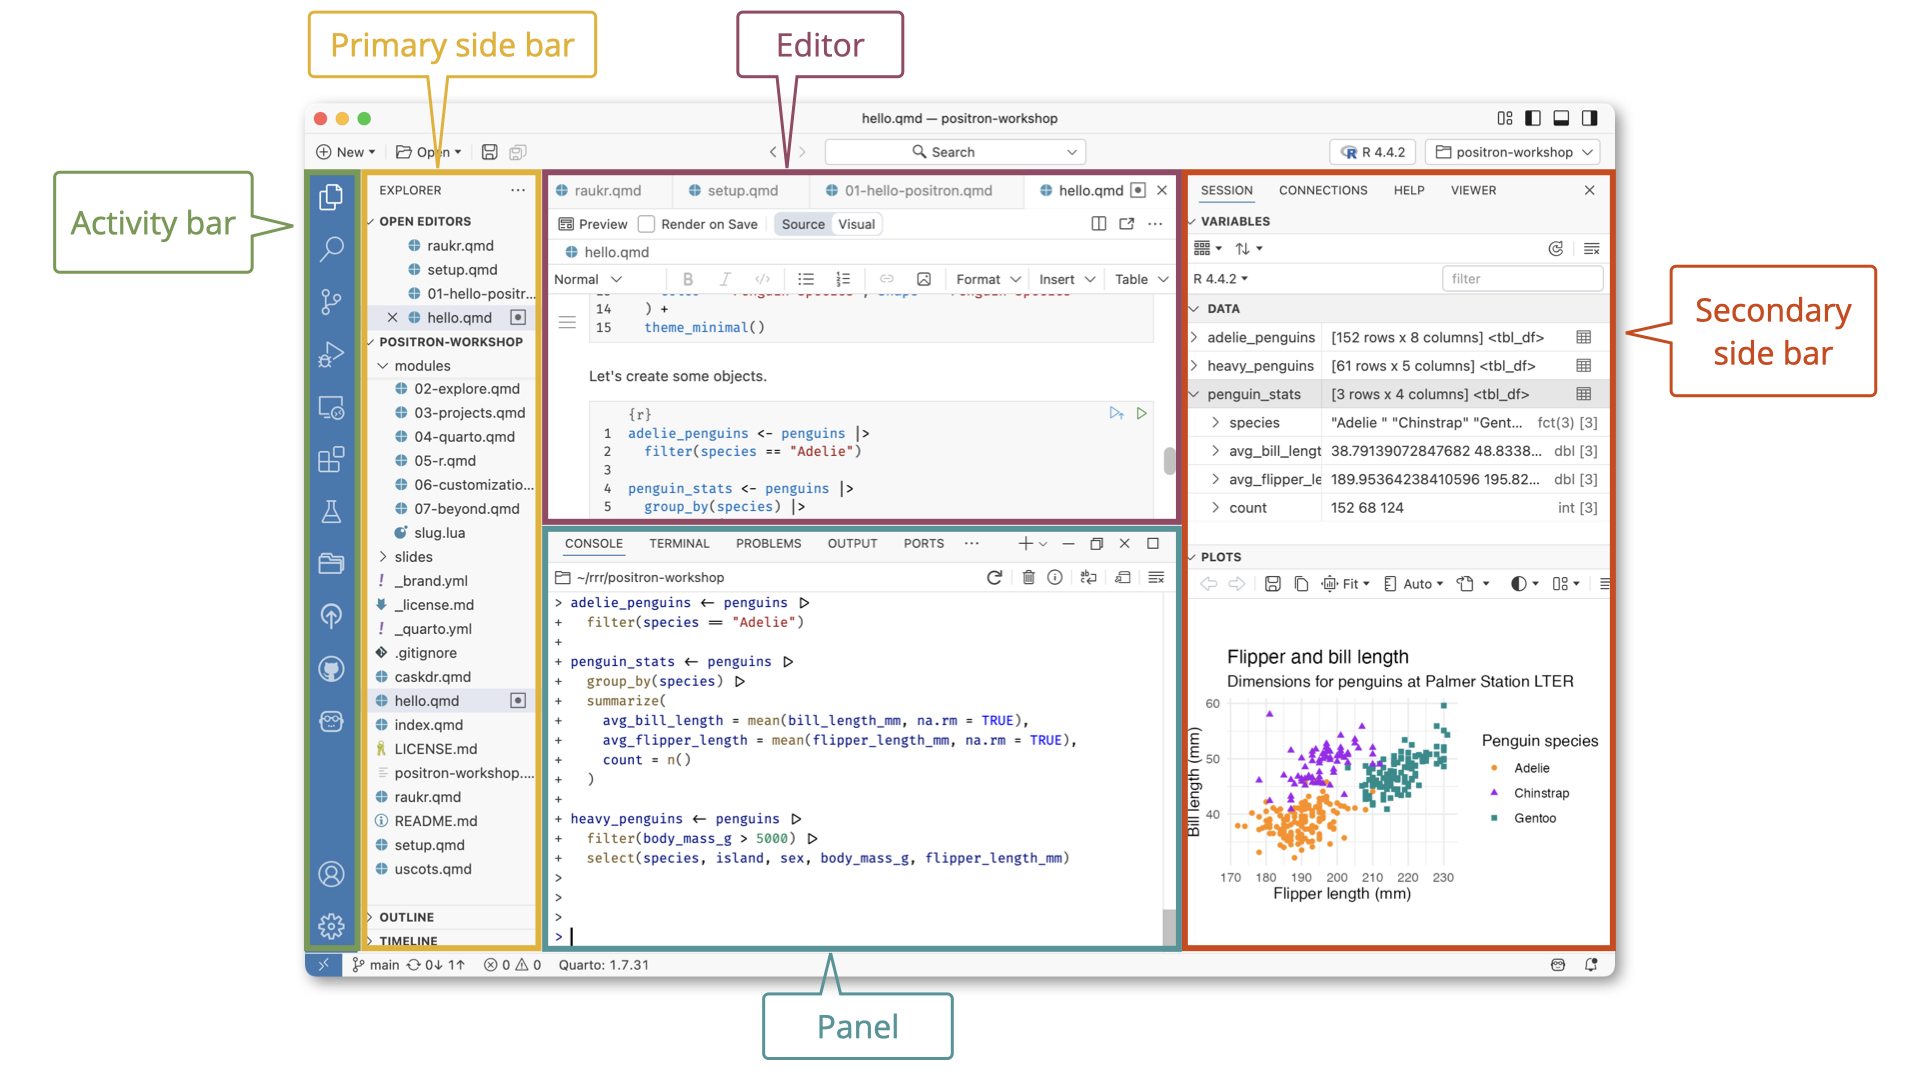 Primary side bar
Editor
Activity bar
Secondary
side bar
Panel
hello.qmd — positron-workshop
New
Open
Search
R 4.4.2
positron-workshop
EXPLORER
OPEN EDITORS
raukr.qmd
setup.qmd
01-hello-positr...
hello.qmd
POSITRON-WORKSHOP
modules
02-explore.qmd
03-projects.qmd
04-quarto.qmd
05-r.qmd
06-customizatio...
07-beyond.qmd
slug.lua
slides
_brand.yml
_license.md
_quarto.yml
.gitignore
caskdr.qmd
hello.qmd
index.qmd
LICENSE.md
positron-workshop....
raukr.qmd
README.md
setup.qmd
uscots.qmd
OUTLINE
TIMELINE
raukr.qmd setup.qmd 01-hello-positron.qmd hello.qmd
Preview Render on Save Source Visual
hello.qmd
Normal B I Format Insert Table
14 ) +
15 theme_minimal()
Let's create some objects.
{r}
1 adelie_penguins <- penguins |>
2 filter(species == "Adelie")
3
4 penguin_stats <- penguins |>
5 group_by(species) |>
CONSOLE TERMINAL PROBLEMS OUTPUT PORTS
~/rrr/positron-workshop
> adelie_penguins <- penguins |>
+ filter(species == "Adelie")
+
+ penguin_stats <- penguins |>
+ group_by(species) |>
+ summarize(
+ avg_bill_length = mean(bill_length_mm, na.rm = TRUE),
+ avg_flipper_length = mean(flipper_length_mm, na.rm = TRUE),
+ count = n()
+ )
+
+ heavy_penguins <- penguins |>
+ filter(body_mass_g > 5000) |>
+ select(species, island, sex, body_mass_g, flipper_length_mm)
>
>
>
>
SESSION CONNECTIONS HELP VIEWER
VARIABLES
R 4.4.2 filter
DATA
adelie_penguins [152 rows x 8 columns] <tbl_df>
heavy_penguins [61 rows x 5 columns] <tbl_df>
penguin_stats [3 rows x 4 columns] <tbl_df>
species "Adelie " "Chinstrap" "Gent... fct(3) [3]
avg_bill_lengt 38.79139072847682 48.8338... dbl [3]
avg_flipper_le 189.95364238410596 195.82... dbl [3]
count 152 68 124 int [3]
PLOTS
Fit Auto
Flipper and bill length
Dimensions for penguins at Palmer Station LTER
60
50
40
Bill length (mm)
170 180 190 200 210 220 230
Flipper length (mm)
Penguin species
Adelie
Chinstrap
Gentoo
main 0↓ 1↑ 0 0 Quarto: 1.7.31